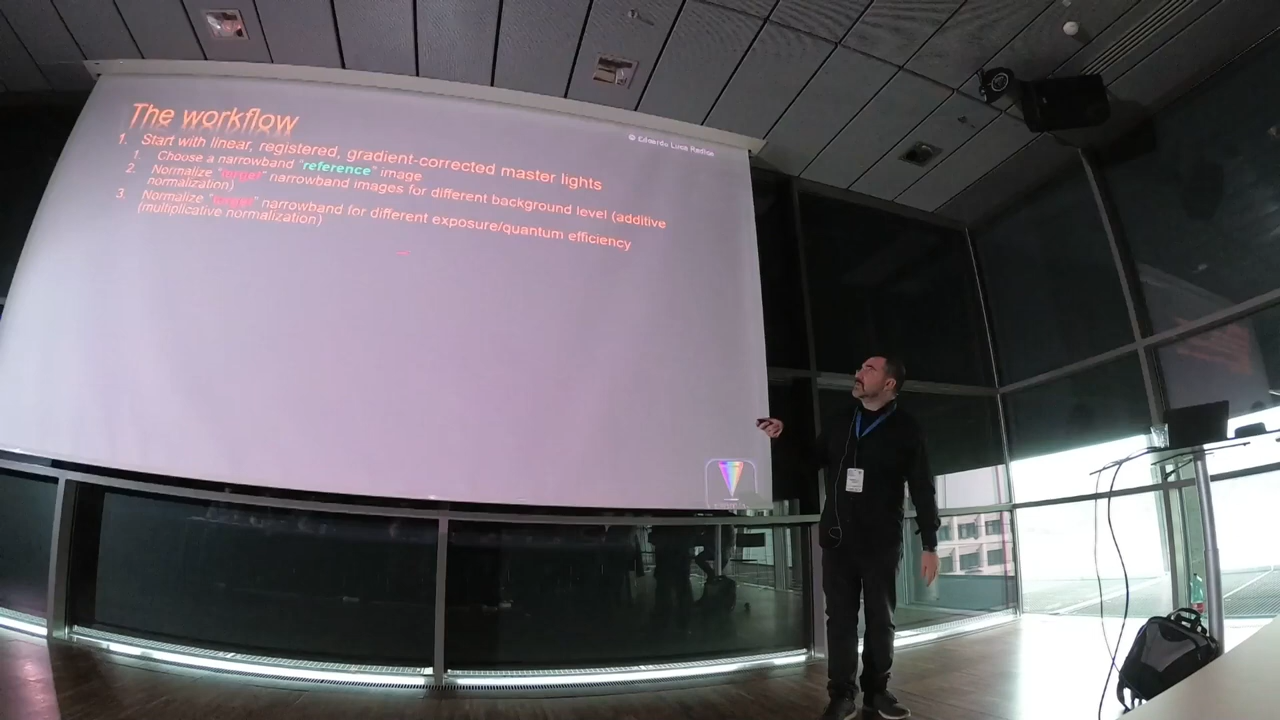 The workflow
© Edoardo Luca Radice
1. Start with linear, registered, gradient-corrected master lights
1. Choose a narrowband "reference" image
2. Normalize "target" narrowband images for different background level (additive
normalization)
3. Normalize "target" narrowband for different exposure/quantum efficiency
(multiplicative normalization)